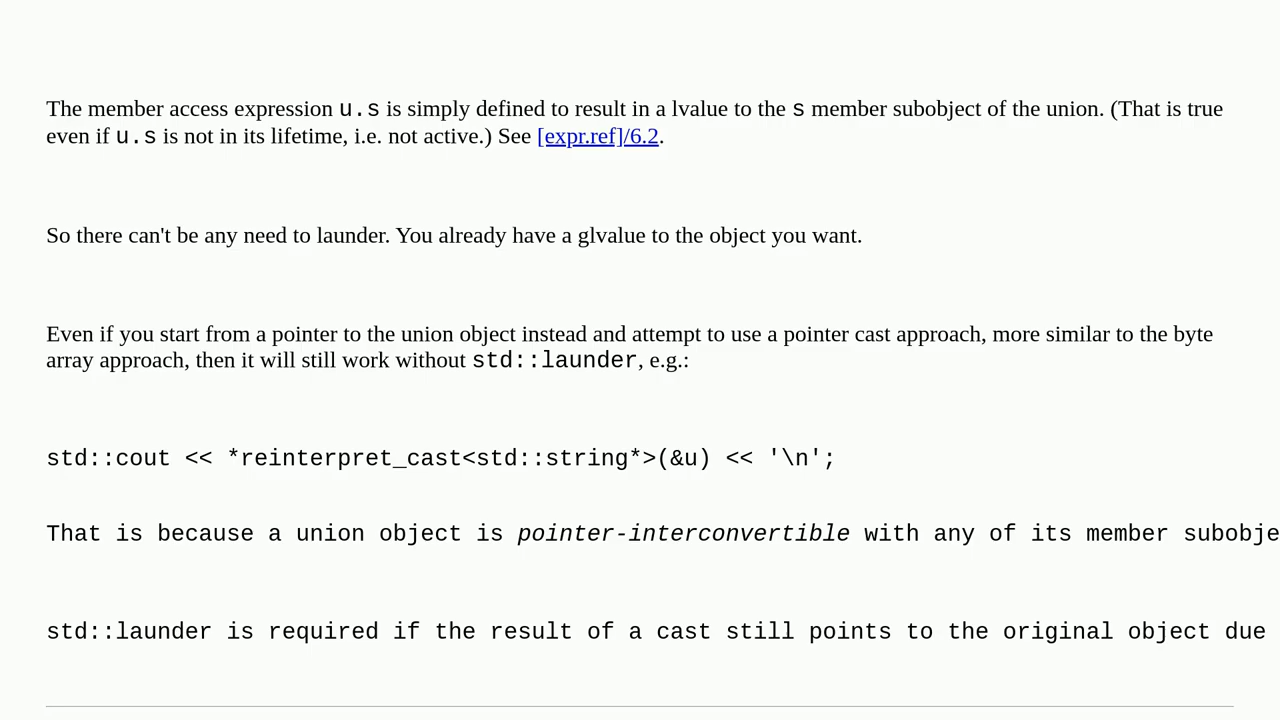 The member access expression u.s is simply defined to result in a lvalue to the s member subobject of the union. (That is true
even if u.s is not in its lifetime, i.e. not active.) See [expr.ref]/6.2.
So there can't be any need to launder. You already have a glvalue to the object you want.
Even if you start from a pointer to the union object instead and attempt to use a pointer cast approach, more similar to the byte
array approach, then it will still work without std::launder, e.g.:
std::cout << *reinterpret_cast<std::string*>(&u) << '\n';
That is because a union object is pointer-interconvertible with any of its member subobje
std::launder is required if the result of a cast still points to the original object due